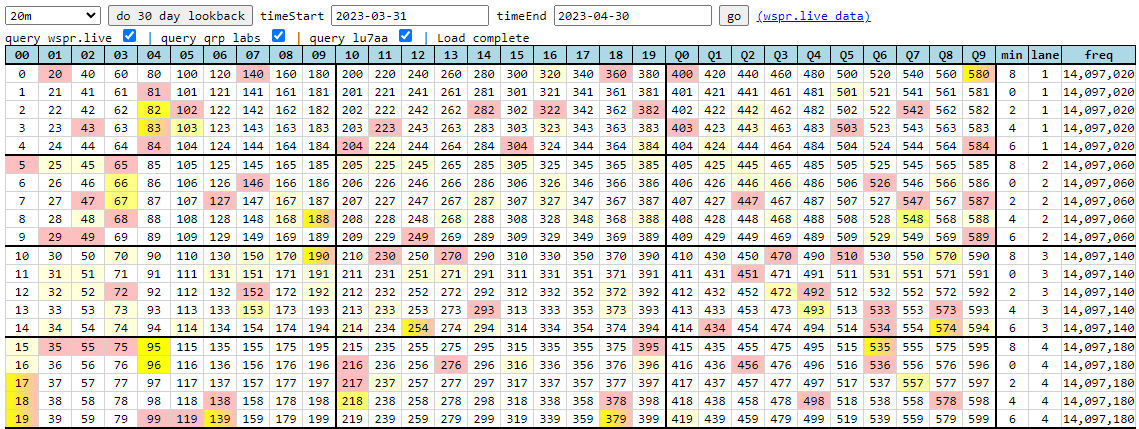 20m do 30 day lookback timeStart 2023-03-31 timeEnd 2023-04-30 go (wspr.live data)
query wspr.live | query qrp labs | query lu7aa | Load complete
00 01 02 03 04 05 06 07 08 09 10 11 12 13 14 15 16 17 18 19 Q0 Q1 Q2 Q3 Q4 Q5 Q6 Q7 Q8 Q9 min lane freq
0 20 40 60 80 100 120 140 160 180 200 220 240 260 280 300 320 340 360 380 400 420 440 460 480 500 520 540 560 580 8 1 14,097,020
1 21 41 61 81 101 121 141 161 181 201 221 241 261 281 301 321 341 361 381 401 421 441 461 481 501 521 541 561 581 0 1 14,097,020
2 22 42 62 82 102 122 142 162 182 202 222 242 262 282 302 322 342 362 382 402 422 442 462 482 502 522 542 562 582 2 1 14,097,020
3 23 43 63 83 103 123 143 163 183 203 223 243 263 283 303 323 343 363 383 403 423 443 463 483 503 523 543 563 583 4 1 14,097,020
4 24 44 64 84 104 124 144 164 184 204 224 244 264 284 304 324 344 364 384 404 424 444 464 484 504 524 544 564 584 6 1 14,097,020
5 25 45 65 85 105 125 145 165 185 205 225 245 265 285 305 325 345 365 385 405 425 445 465 485 505 525 545 565 585 8 2 14,097,060
6 26 46 66 86 106 126 146 166 186 206 226 246 266 286 306 326 346 366 386 406 426 446 466 486 506 526 546 566 586 0 2 14,097,060
7 27 47 67 87 107 127 147 167 187 207 227 247 267 287 307 327 347 367 387 407 427 447 467 487 507 527 547 567 587 2 2 14,097,060
8 28 48 68 88 108 128 148 168 188 208 228 248 268 288 308 328 348 368 388 408 428 448 468 488 508 528 548 568 588 4 2 14,097,060
9 29 49 69 89 109 129 149 169 189 209 229 249 269 289 309 329 349 369 389 409 429 449 469 489 509 529 549 569 589 6 2 14,097,060
10 30 50 70 90 110 130 150 170 190 210 230 250 270 290 310 330 350 370 390 410 430 450 470 490 510 530 550 570 590 8 3 14,097,140
11 31 51 71 91 111 131 151 171 191 211 231 251 271 291 311 331 351 371 391 411 431 451 471 491 511 531 551 571 591 0 3 14,097,140
12 32 52 72 92 112 132 152 172 192 212 232 252 272 292 312 332 352 372 392 412 432 452 472 492 512 532 552 572 592 2 3 14,097,140
13 33 53 73 93 113 133 153 173 193 213 233 253 273 293 313 333 353 373 393 413 433 453 473 493 513 533 553 573 593 4 3 14,097,140
14 34 54 74 94 114 134 154 174 194 214 234 254 274 294 314 334 354 374 394 414 434 454 474 494 514 534 554 574 594 6 3 14,097,140
15 35 55 75 95 115 135 155 175 195 215 235 255 275 295 315 335 355 375 395 415 435 455 475 495 515 535 555 575 595 8 4 14,097,180
16 36 56 76 96 116 136 156 176 196 216 236 256 276 296 316 336 356 376 396 416 436 456 476 496 516 536 556 576 596 0 4 14,097,180
17 37 57 77 97 117 137 157 177 197 217 237 257 277 297 317 337 357 377 397 417 437 457 477 497 517 537 557 577 597 2 4 14,097,180
18 38 58 78 98 118 138 158 178 198 218 238 258 278 298 318 338 358 378 398 418 438 458 478 498 518 538 558 578 598 4 4 14,097,180
19 39 59 79 99 119 139 159 179 199 219 239 259 279 299 319 339 359 379 399 419 439 459 479 499 519 539 559 579 599 6 4 14,097,180